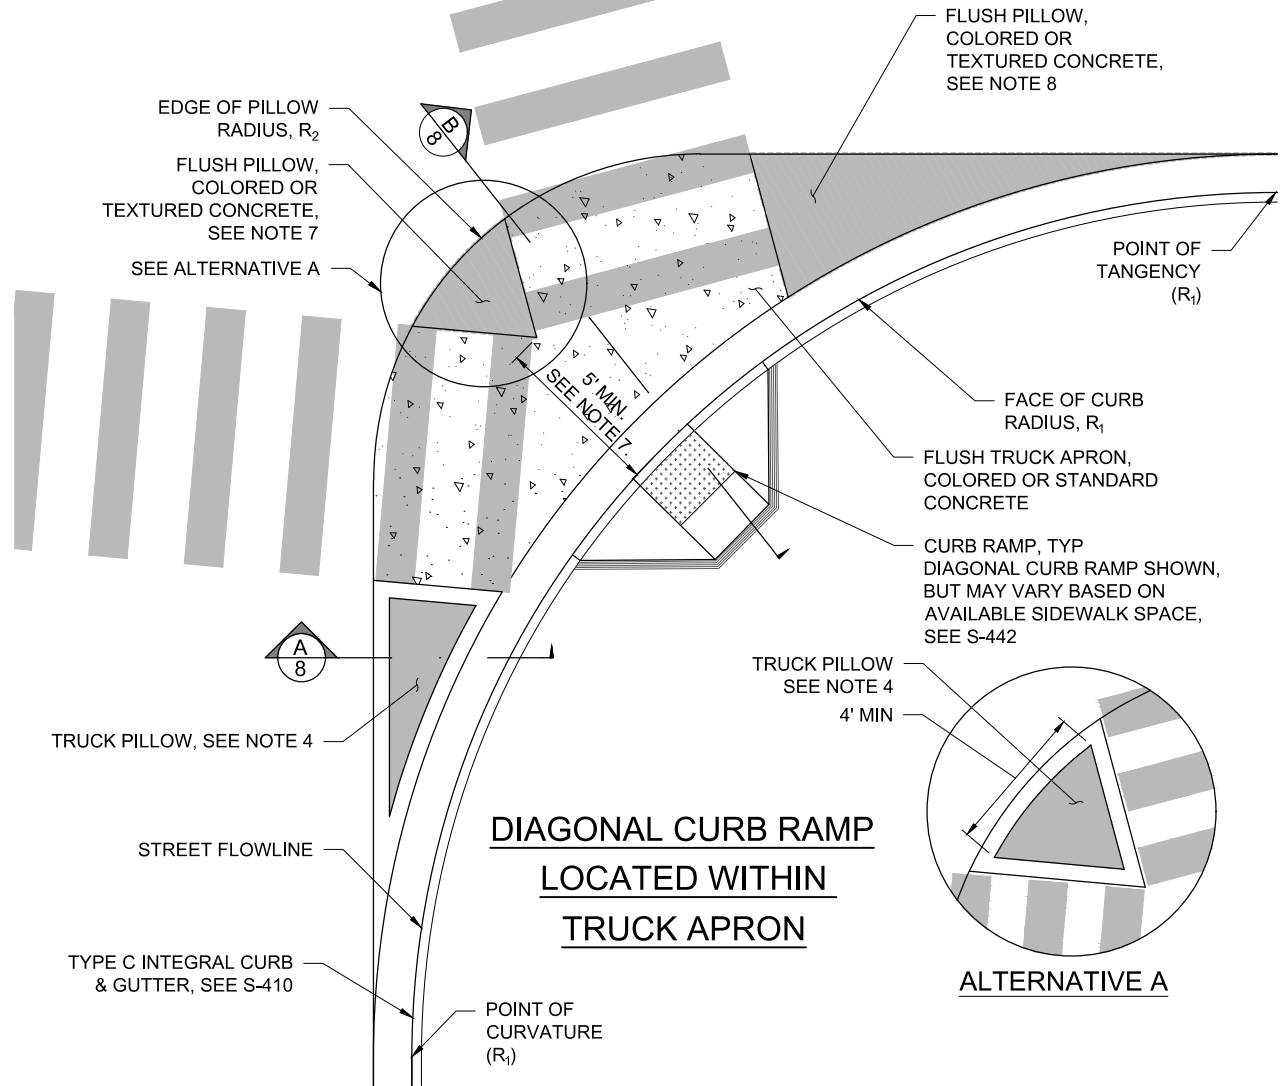 FLUSH PILLOW,
COLORED OR
TEXTURED CONCRETE,
SEE NOTE 8
EDGE OF PILLOW
RADIUS, R2
B
8
FLUSH PILLOW,
COLORED OR
TEXTURED CONCRETE,
SEE NOTE 7
SEE ALTERNATIVE A
POINT OF
TANGENCY
(R1)
5' MIN.
SEE NOTE 7
FACE OF CURB
RADIUS, R1
FLUSH TRUCK APRON,
COLORED OR STANDARD
CONCRETE
CURB RAMP, TYP
DIAGONAL CURB RAMP SHOWN,
BUT MAY VARY BASED ON
AVAILABLE SIDEWALK SPACE,
SEE S-442
A
8
TRUCK PILLOW
SEE NOTE 4
4' MIN
TRUCK PILLOW, SEE NOTE 4
STREET FLOWLINE
DIAGONAL CURB RAMP
LOCATED WITHIN
TRUCK APRON
TYPE C INTEGRAL CURB
& GUTTER, SEE S-410
ALTERNATIVE A
POINT OF
CURVATURE
(R1)